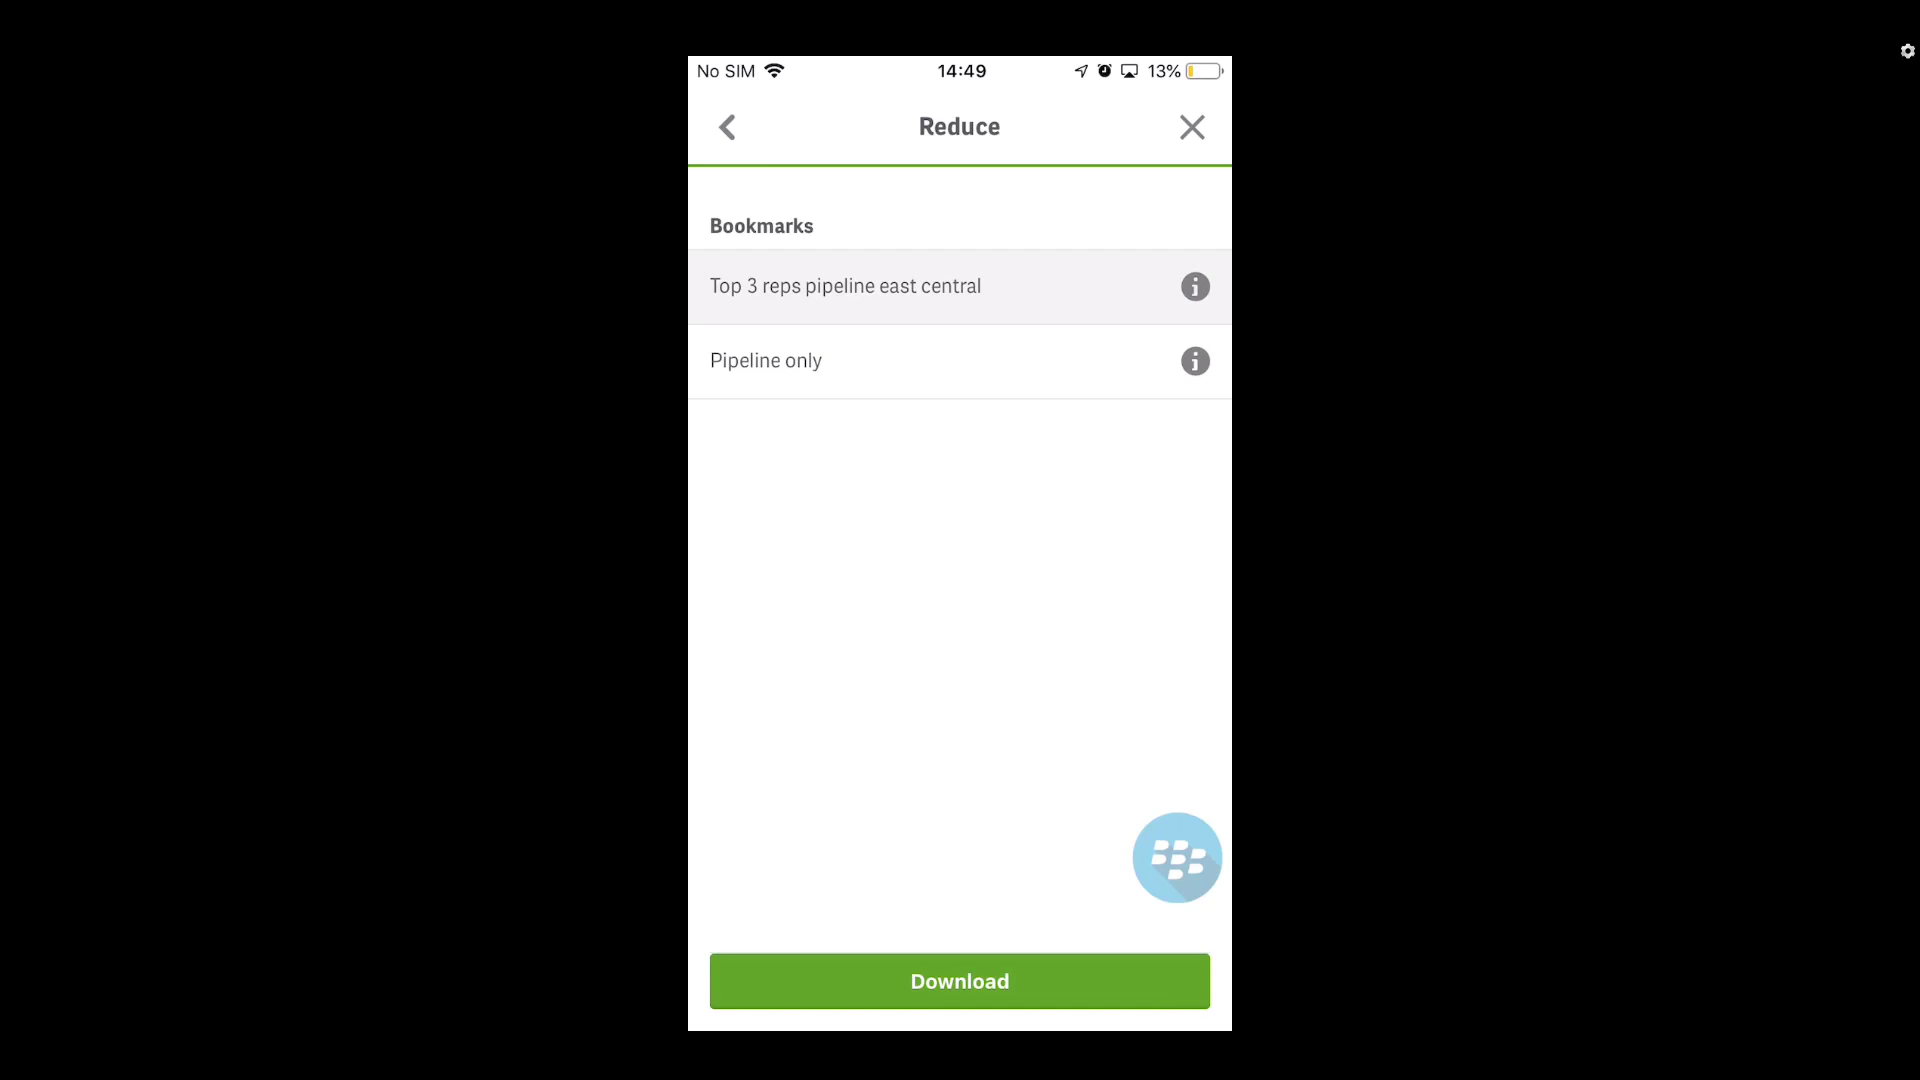 No SIM 14:49 13%
Reduce
Bookmarks
Top 3 reps pipeline east central
Pipeline only
Download